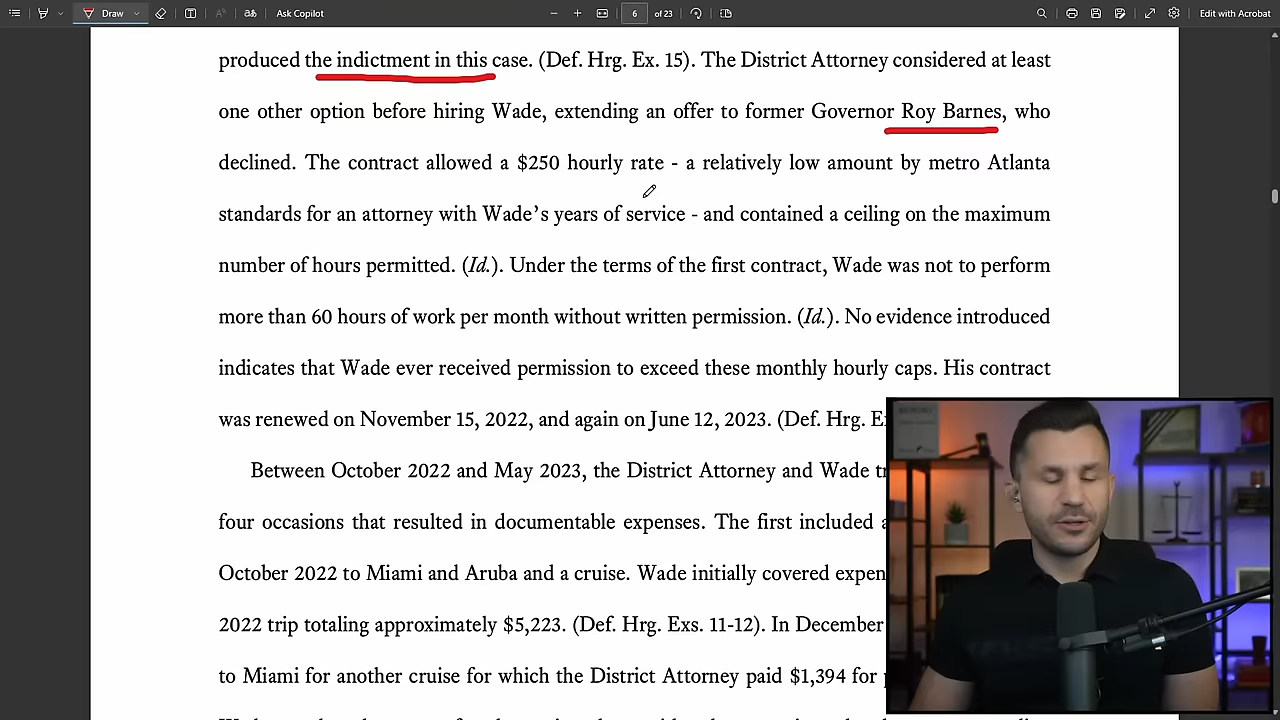 Draw
Ask Copilot
6 of 23
Edit with Acrobat
produced the indictment in this case. (Def. Hrg. Ex. 15). The District Attorney considered at least
one other option before hiring Wade, extending an offer to former Governor Roy Barnes, who
declined. The contract allowed a $250 hourly rate - a relatively low amount by metro Atlanta
standards for an attorney with Wade’s years of service - and contained a ceiling on the maximum
number of hours permitted. (Id.). Under the terms of the first contract, Wade was not to perform
more than 60 hours of work per month without written permission. (Id.). No evidence introduced
indicates that Wade ever received permission to exceed these monthly hourly caps. His contract
was renewed on November 15, 2022, and again on June 12, 2023. (Def. Hrg. E
Between October 2022 and May 2023, the District Attorney and Wade tr
four occasions that resulted in documentable expenses. The first included a
October 2022 to Miami and Aruba and a cruise. Wade initially covered expen
2022 trip totaling approximately $5,223. (Def. Hrg. Exs. 11-12). In December
to Miami for another cruise for which the District Attorney paid $1,394 for